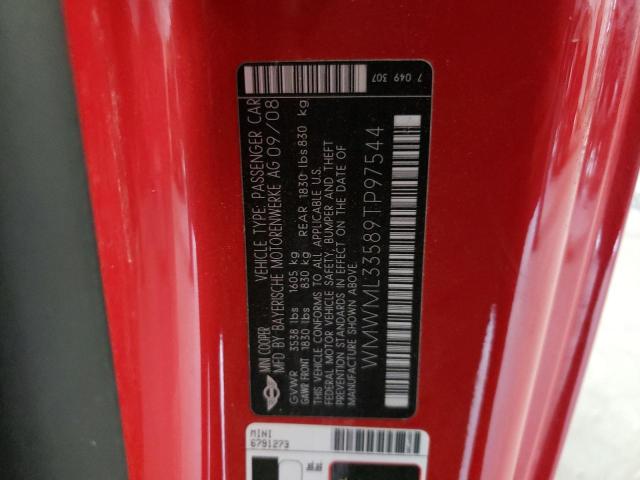 7 049 307
MINI COOPER
VEHICLE TYPE: PASSENGER CAR
MFD BY BAYERISCHE MOTORENWERKE AG 09/08
GVWR 3538 lbs 1605 kg
GAWR FRONT 1830 lbs 830 kg REAR 1830 lbs 830 kg
THIS VEHICLE CONFORMS TO ALL APPLICABLE U.S.
FEDERAL MOTOR VEHICLE SAFETY, BUMPER AND THEFT
PREVENTION STANDARDS IN EFFECT ON THE DATE OF
MANUFACTURE SHOWN ABOVE.
WMWML33589TP97544
MINI
6791273